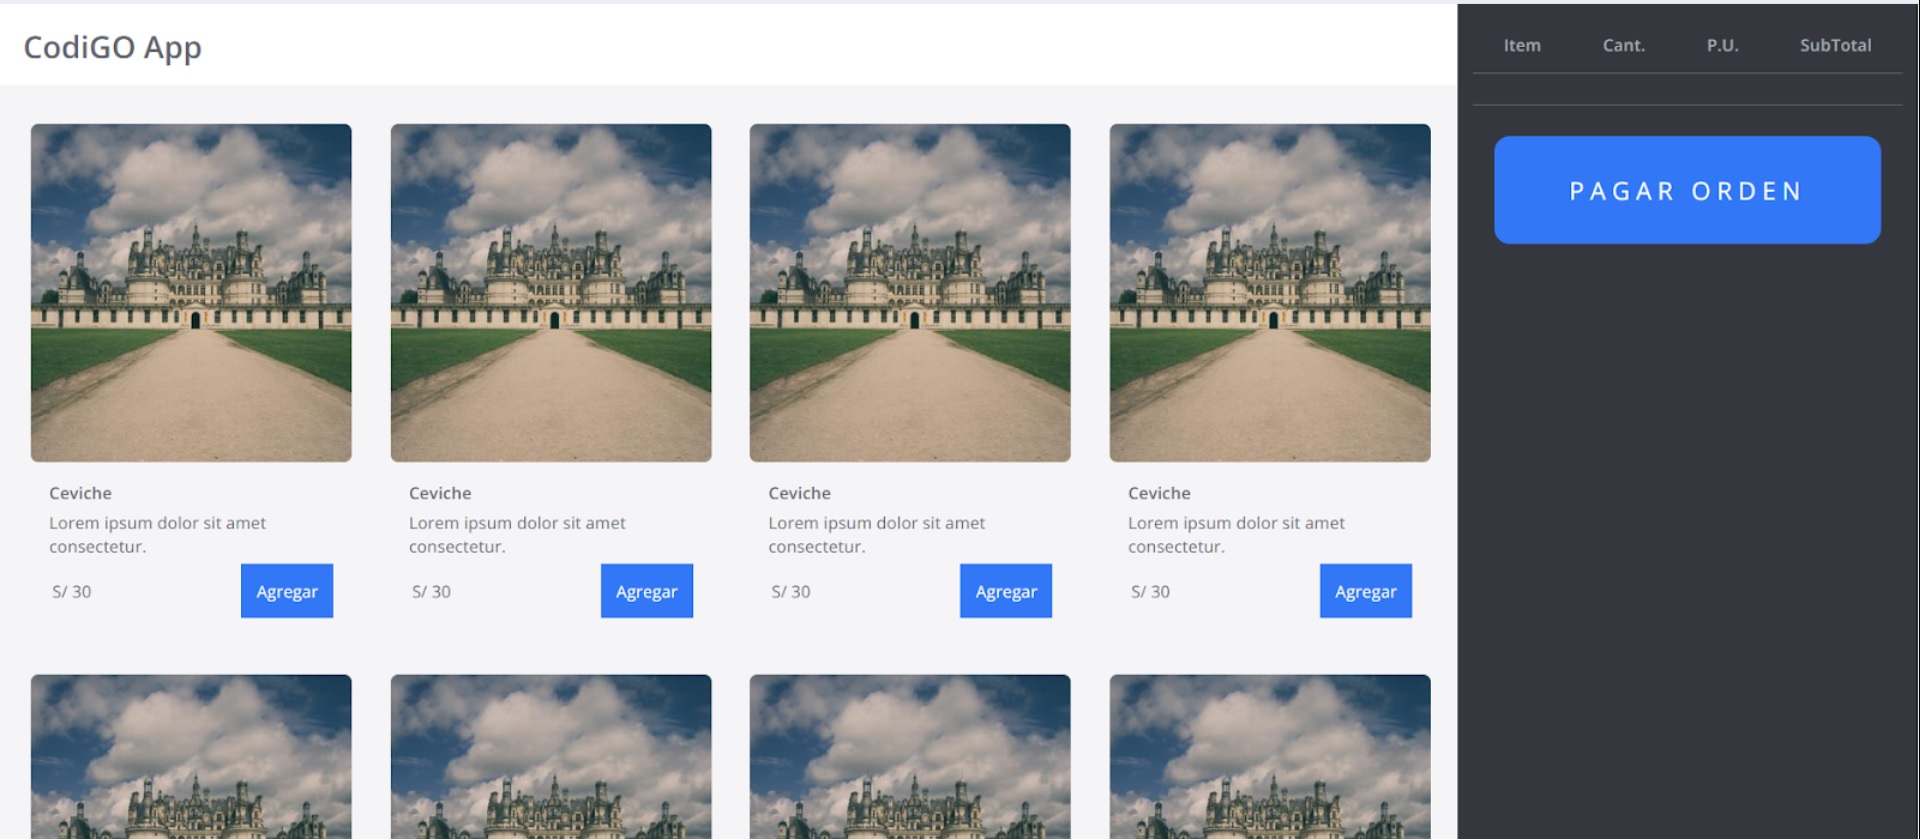 CodiGO App
Item Cant. P.U. SubTotal
PAGAR ORDEN
Ceviche
Lorem ipsum dolor sit amet
consectetur.
S/ 30 Agregar
Ceviche
Lorem ipsum dolor sit amet
consectetur.
S/ 30 Agregar
Ceviche
Lorem ipsum dolor sit amet
consectetur.
S/ 30 Agregar
Ceviche
Lorem ipsum dolor sit amet
consectetur.
S/ 30 Agregar